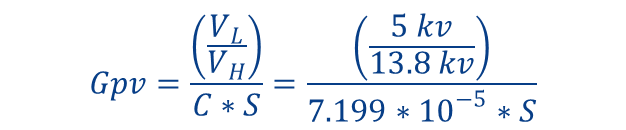 Gpv = (V_L / V_H) / (C * S) = (5 kv / 13.8 kv) / (7.199 * 10^{-5} * S)